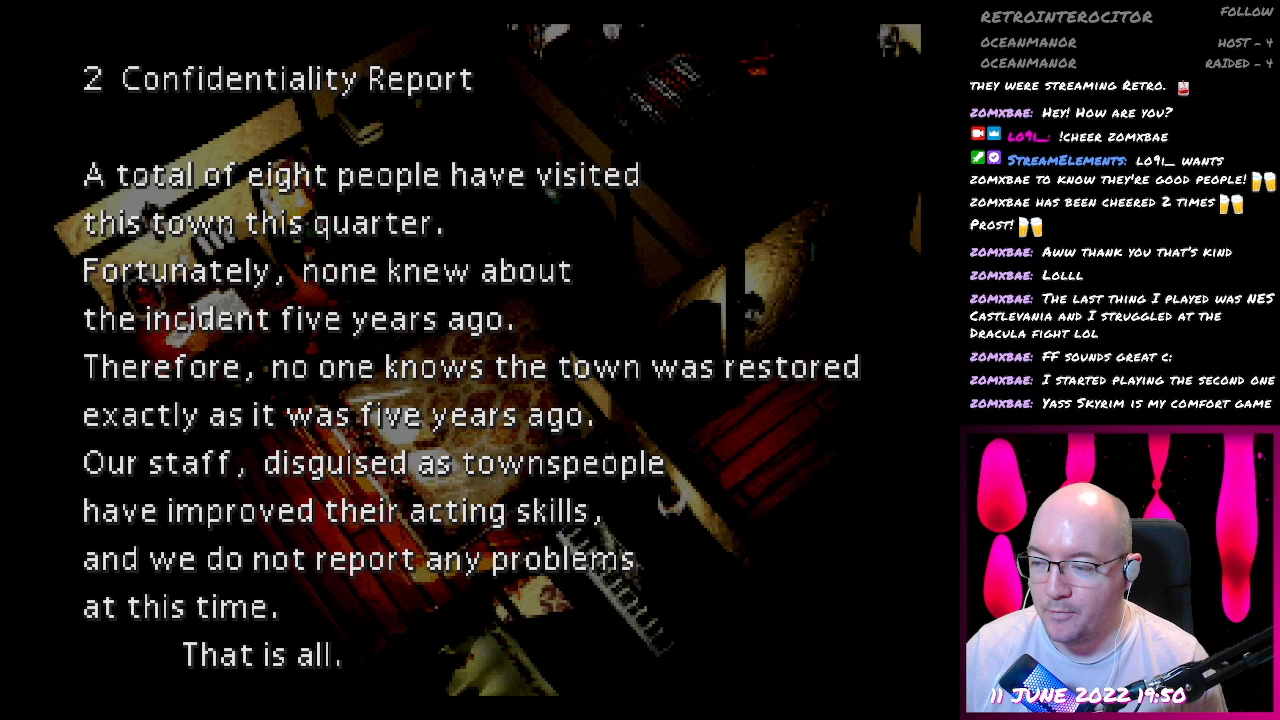 2 Confidentiality Report
A total of eight people have visited
this town this quarter.
Fortunately, none knew about
the incident five years ago.
Therefore, no one knows the town was restored
exactly as it was five years ago.
Our staff, disguised as townspeople
have improved their acting skills,
and we do not report any problems
at this time.
That is all.
RETROINTEROCITOR FOLLOW
OCEANMANOR HOST - 4
OCEANMANOR RAIDED - 4
THEY WERE STREAMING RETRO.
ZOMXBAE: HEY! HOW ARE YOU?
LO91_: !CHEER ZOMXBAE
STREAMELEMENTS: LO91_ WANTS
ZOMXBAE TO KNOW THEY'RE GOOD PEOPLE!
ZOMXBAE HAS BEEN CHEERED 2 TIMES
PROST!
ZOMXBAE: AWW THANK YOU THAT'S KIND
ZOMXBAE: LOLLL
ZOMXBAE: THE LAST THING I PLAYED WAS NES
CASTLEVANIA AND I STRUGGLED AT THE
DRACULA FIGHT LOL
ZOMXBAE: FF SOUNDS GREAT C:
ZOMXBAE: I STARTED PLAYING THE SECOND ONE
ZOMXBAE: YASS SKYRIM IS MY COMFORT GAME
11 JUNE 2022 19:50